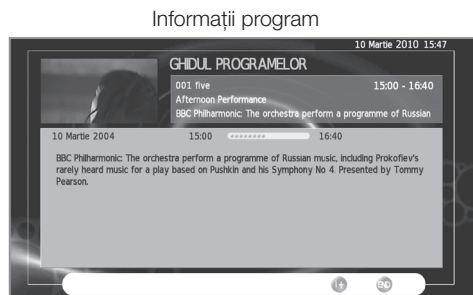 Informații program
10 Martie 2010 15:47
GHIDUL PROGRAMELOR
001 five 15:00 - 16:40
Afternoon Performance
BBC Philharmonic: The orchestra perform a programme of Russian
10 Martie 2004 15:00 16:40
BBC Philharmonic: The orchestra perform a programme of Russian music, including Prokofiev's
rarely heard music for a play based on Pushkin and his Symphony No 4. Presented by Tommy
Pearson.
i+ END